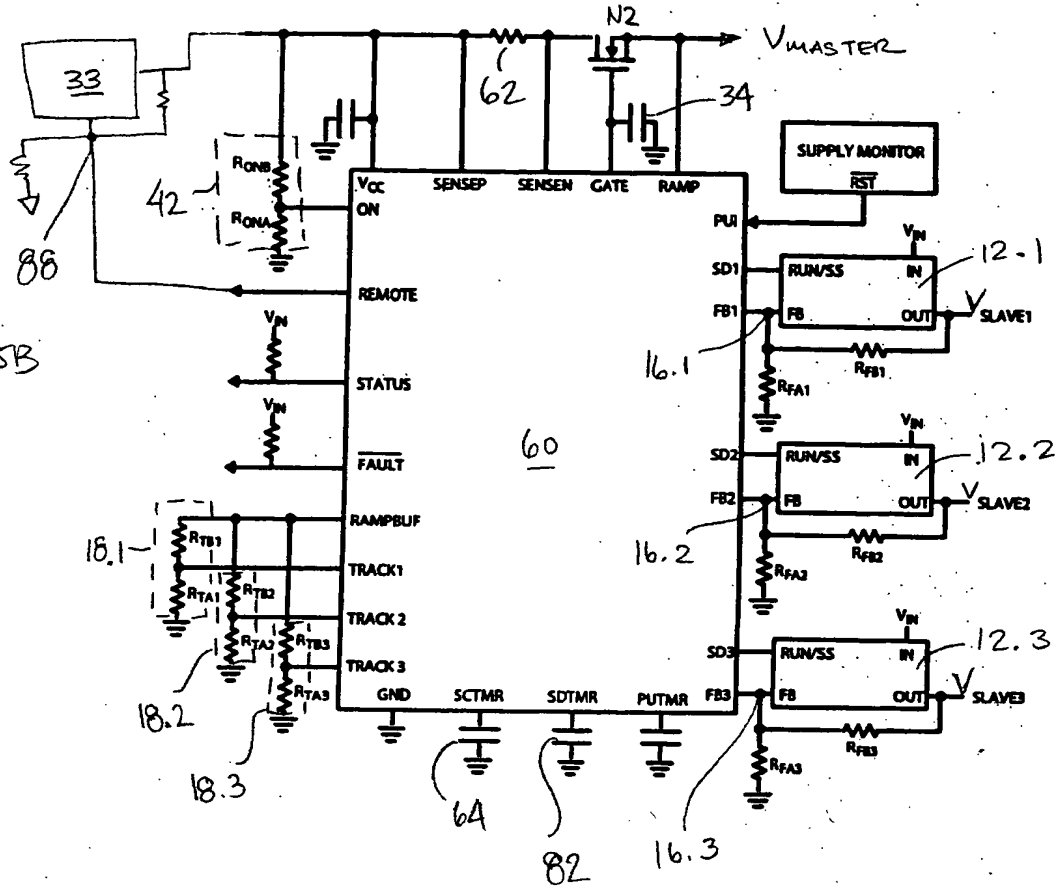 N2
VMASTER
33
62
34
SUPPLY MONITOR
RST
42
RONB
RONA
VCC
SENSEP
SENSEN
GATE
RAMP
ON
PUI
88
REMOTE
SD1
RUN/SS
VIN
IN
12.1
FB1
FB
OUT
VSLAVE1
16.1
RFB1
RFA1
5B
VIN
STATUS
VIN
FAULT
60
SD2
RUN/SS
VIN
IN
12.2
FB2
FB
OUT
VSLAVE2
16.2
RFB2
RFA2
18.1
RAMPBUF
RTB1
TRACK1
RTA1
RTB2
TRACK 2
RTA2
RTB3
TRACK 3
RTA3
18.2
18.3
SD3
RUN/SS
VIN
IN
12.3
FB3
FB
OUT
VSLAVE3
16.3
RFB3
RFA3
GND
SCTMR
SDTMR
PUTMR
64
82